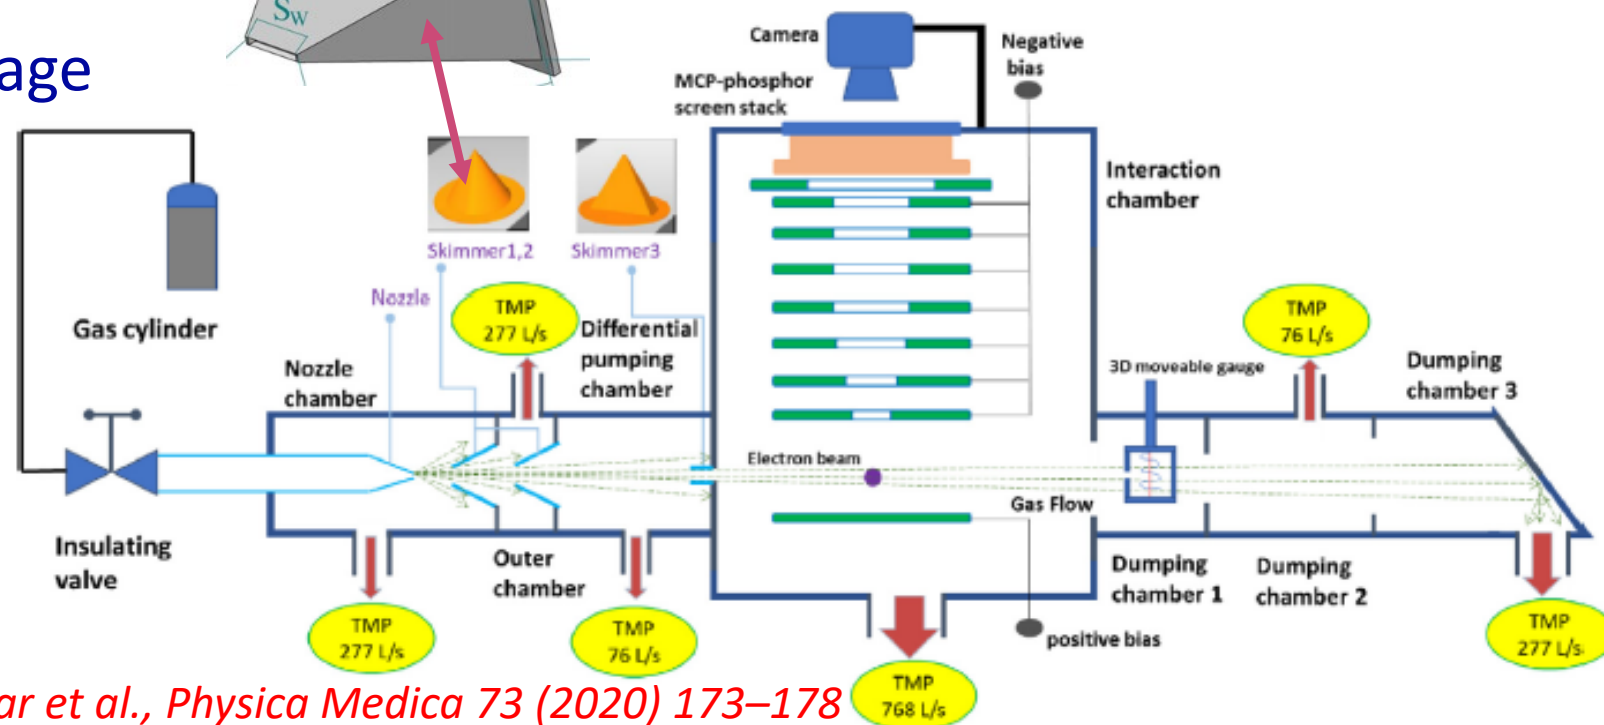 Sw
age
Camera
Negative
bias
MCP-phosphor
screen stack
Interaction
chamber
Skimmer1,2
Skimmer3
Nozzle
TMP
277 L/s
Differential
pumping
chamber
Gas cylinder
Nozzle
chamber
TMP
76 L/s
3D moveable gauge
Dumping
chamber 3
Electron beam
Gas Flow
Insulating
valve
Outer
chamber
Dumping
chamber 1
Dumping
chamber 2
TMP
277 L/s
TMP
76 L/s
positive bias
TMP
277 L/s
TMP
768 L/s
ar et al., Physica Medica 73 (2020) 173–178